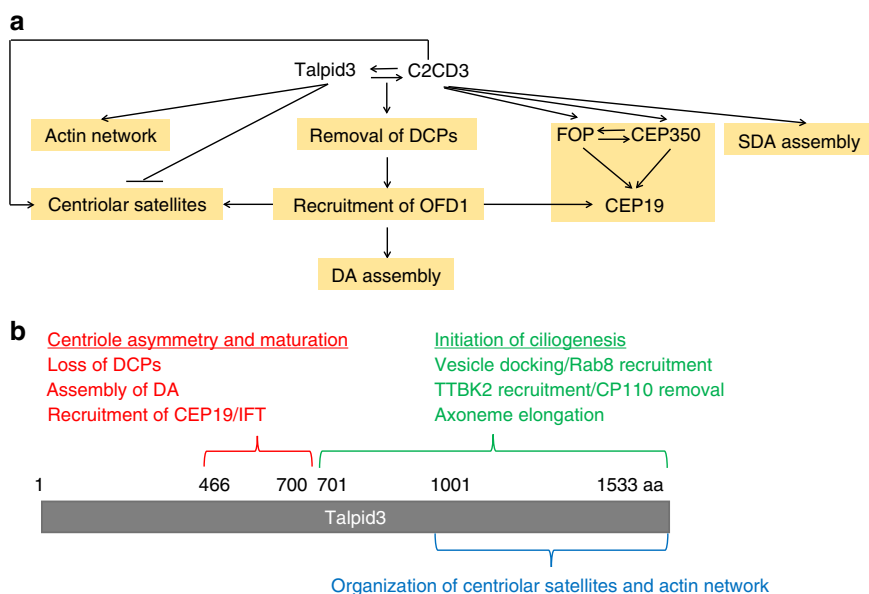 a
Talpid3 C2CD3
Actin network
Removal of DCPs
FOP CEP350
SDA assembly
Centriolar satellites
Recruitment of OFD1
CEP19
DA assembly
b
Centriole asymmetry and maturation
Loss of DCPs
Assembly of DA
Recruitment of CEP19/IFT
Initiation of ciliogenesis
Vesicle docking/Rab8 recruitment
TTBK2 recruitment/CP110 removal
Axoneme elongation
1 466 700 701 1001 1533 aa
Talpid3
Organization of centriolar satellites and actin network